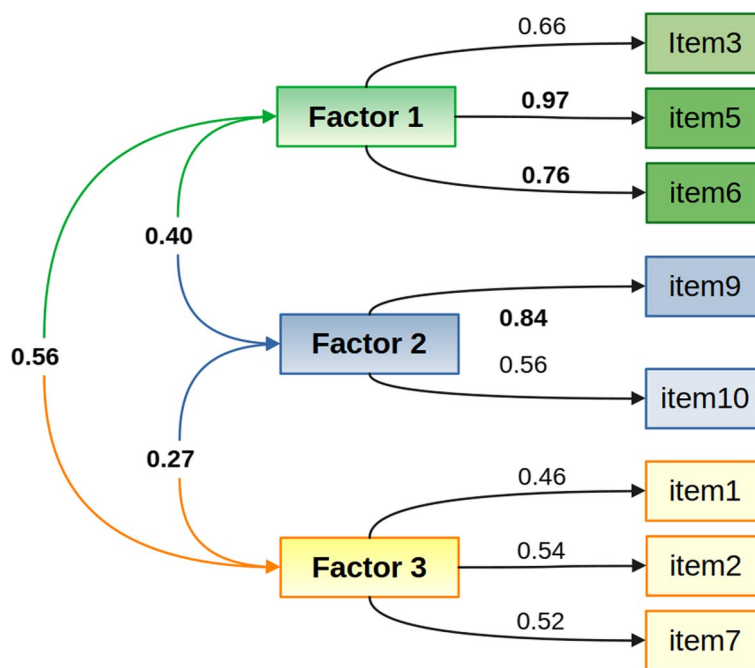 0.66
Item3
Factor 1
0.97
item5
0.76
item6
0.40
item9
0.84
Factor 2
0.56
0.56
item10
0.27
0.46
item1
Factor 3
0.54
item2
0.52
item7